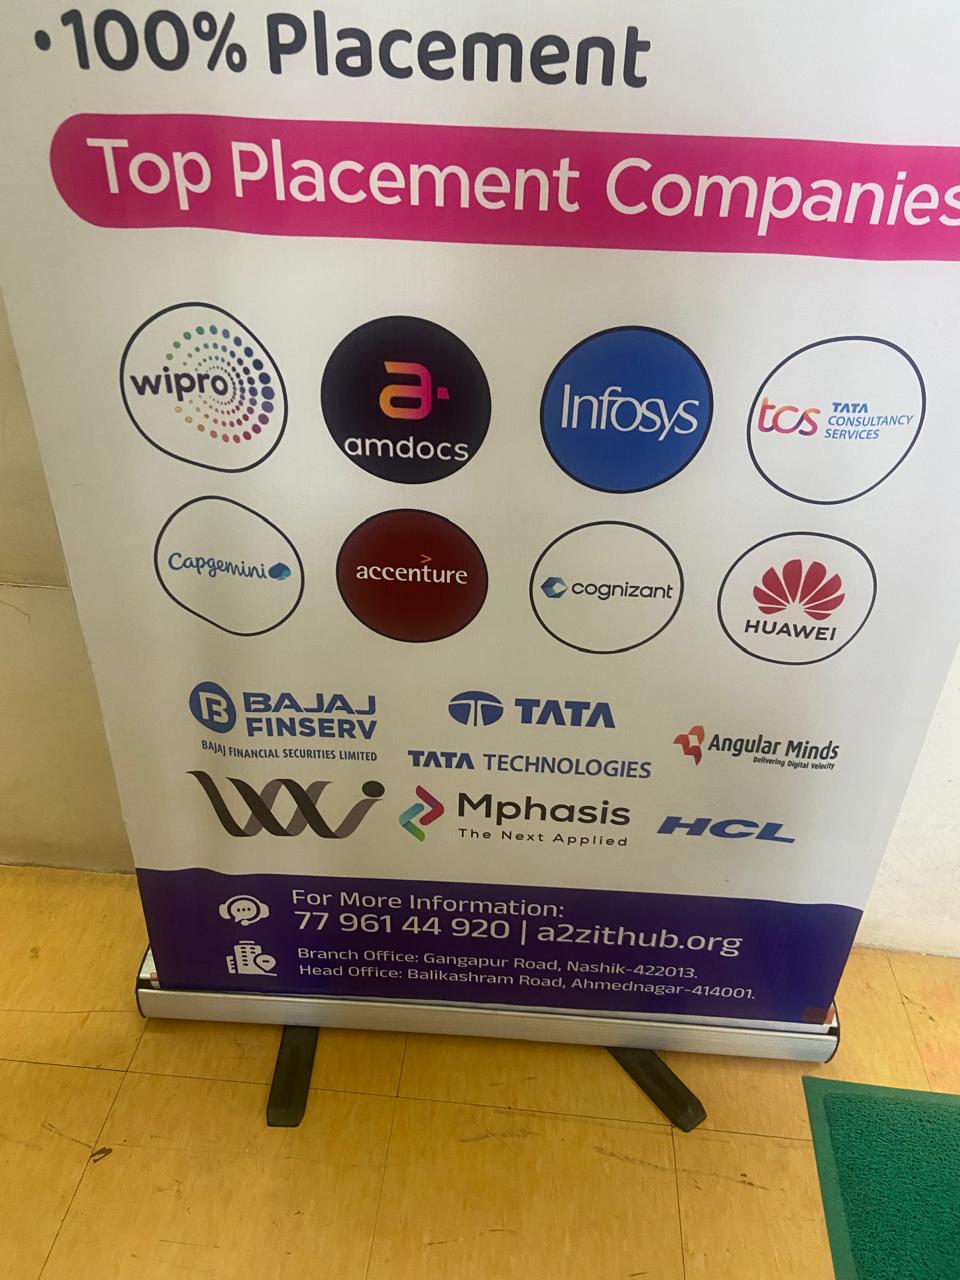 •100% Placement
Top Placement Companies
wipro
a
amdocs
Infosys
tcs TATA
CONSULTANCY
SERVICES
Capgemini
accenture
cognizant
HUAWEI
B BAJAJ
FINSERV
BAJAJ FINANCIAL SECURITIES LIMITED
TATA
TATA TECHNOLOGIES
Angular Minds
Delivering Digital Velocity
Mphasis
The Next Applied
HCL
For More Information:
77 961 44 920 | a2zithub.org
Branch Office: Gangapur Road, Nashik-422013.
Head Office: Balikashram Road, Ahmednagar-414001.